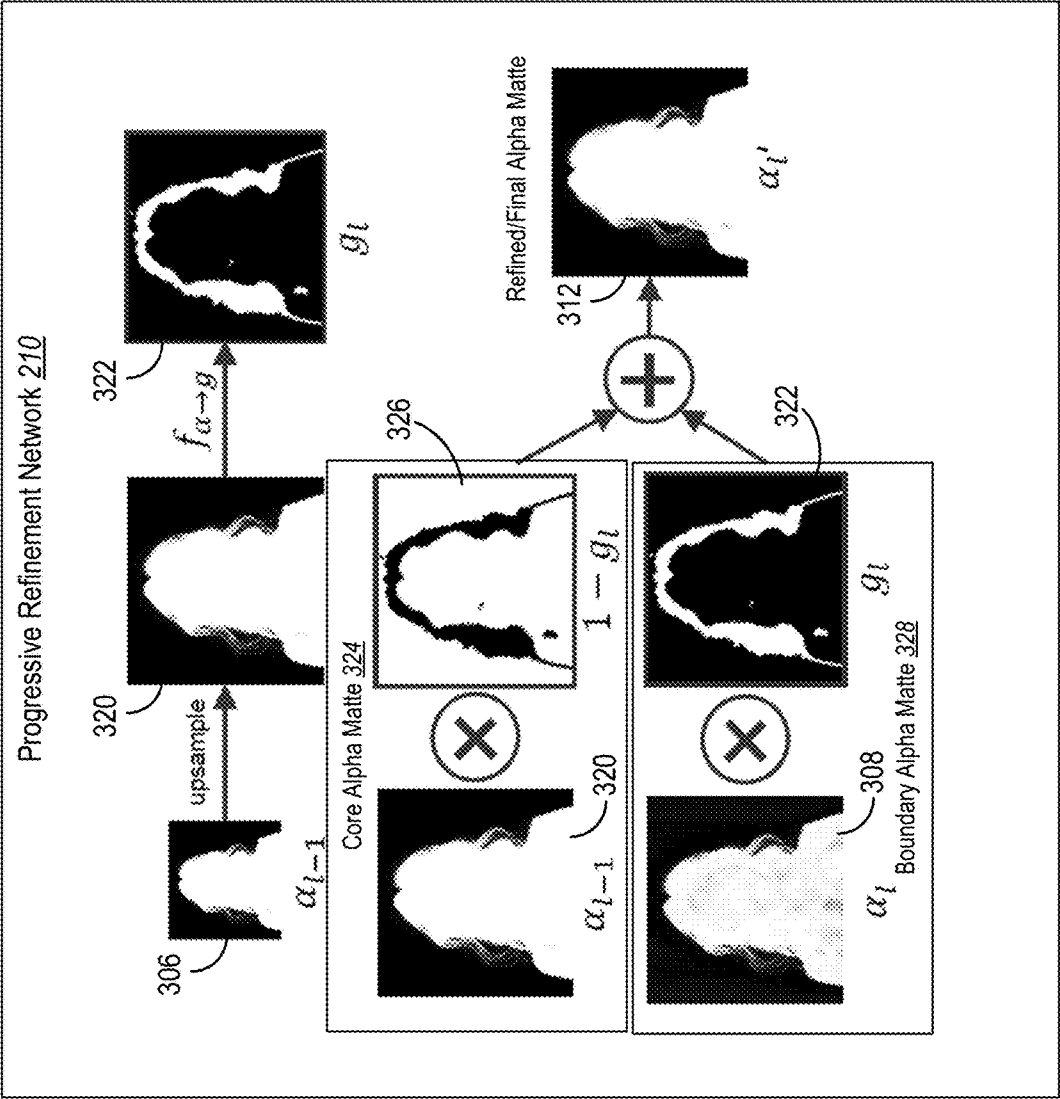 Progressive Refinement Network 210
306
upsample
320
f_{α→g}
322
α_{l−1}
g_l
Core Alpha Matte 324
326
Refined/Final Alpha Matte
312
α_{l−1}
320
1 − g_l
α_l'
322
α_l
308
Boundary Alpha Matte 328
g_l